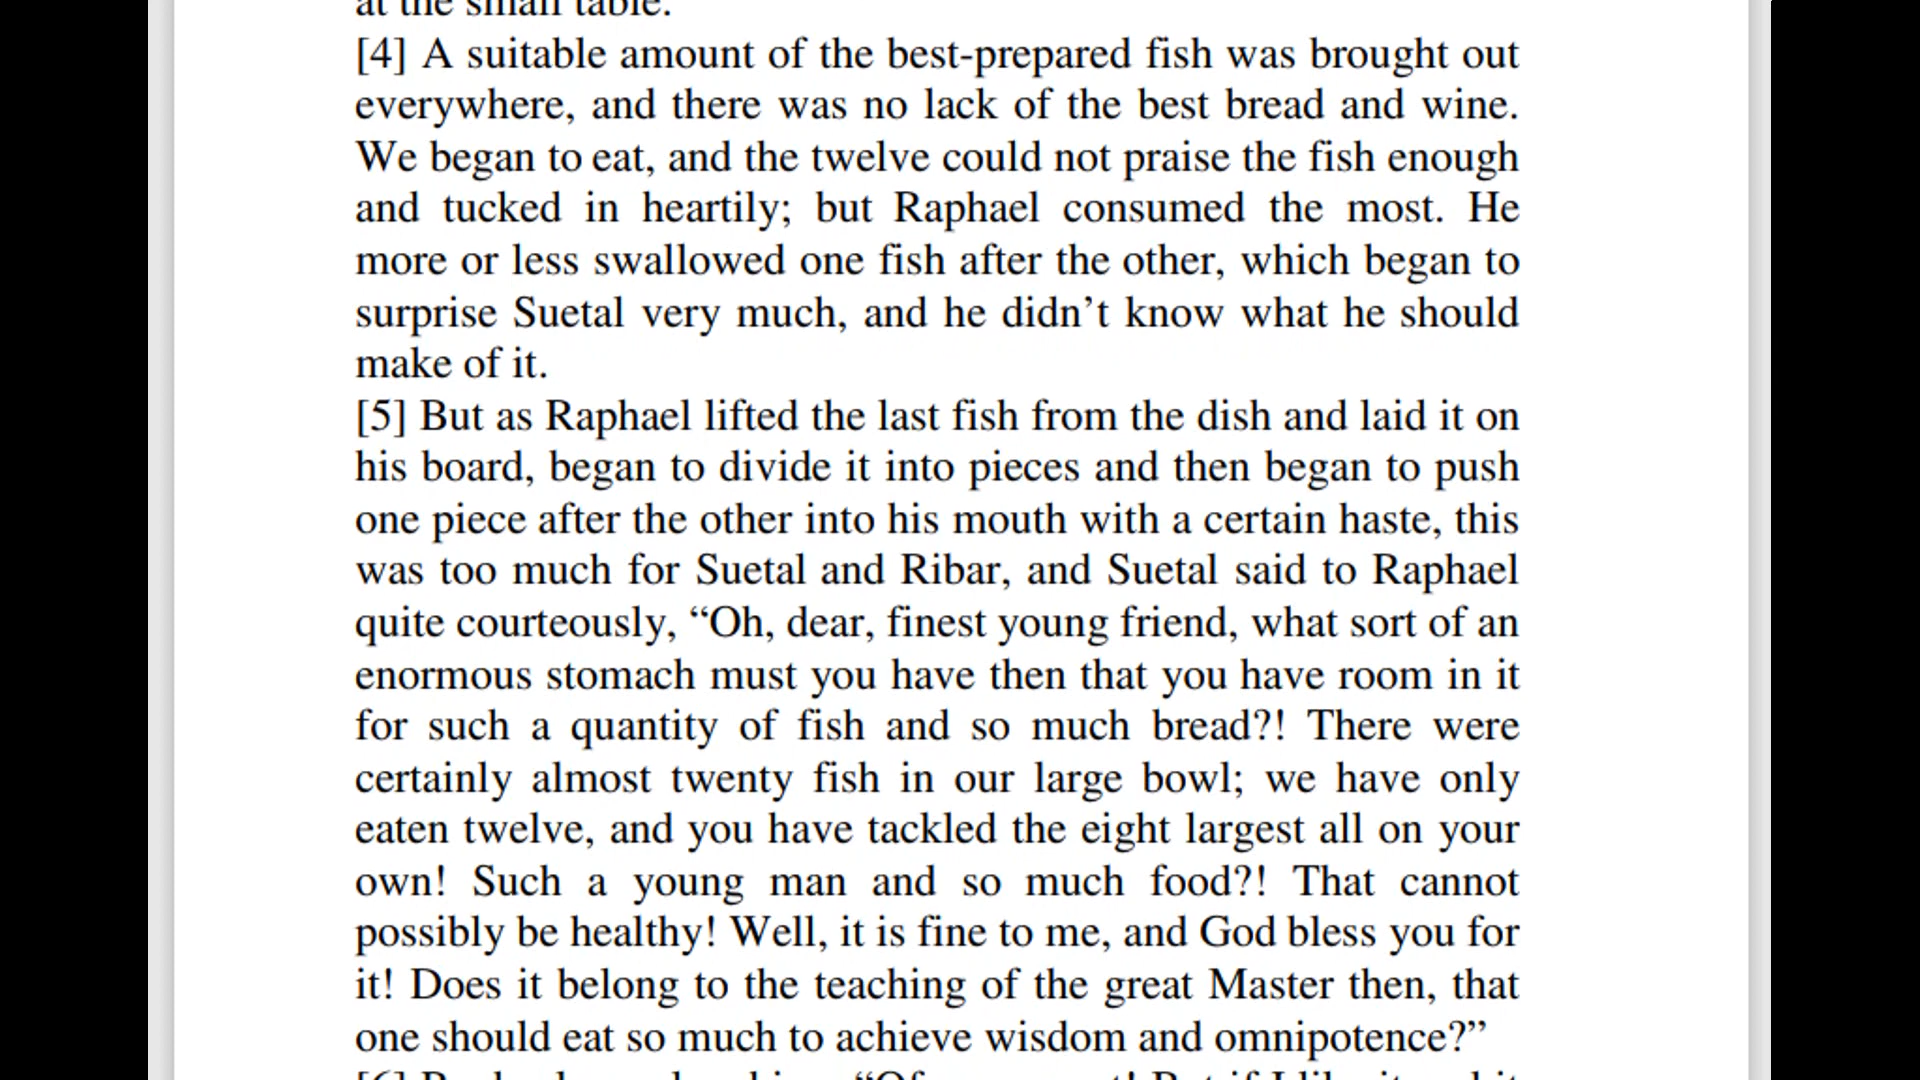 at the small table.
[4] A suitable amount of the best-prepared fish was brought out
everywhere, and there was no lack of the best bread and wine.
We began to eat, and the twelve could not praise the fish enough
and tucked in heartily; but Raphael consumed the most. He
more or less swallowed one fish after the other, which began to
surprise Suetal very much, and he didn’t know what he should
make of it.
[5] But as Raphael lifted the last fish from the dish and laid it on
his board, began to divide it into pieces and then began to push
one piece after the other into his mouth with a certain haste, this
was too much for Suetal and Ribar, and Suetal said to Raphael
quite courteously, “Oh, dear, finest young friend, what sort of an
enormous stomach must you have then that you have room in it
for such a quantity of fish and so much bread?! There were
certainly almost twenty fish in our large bowl; we have only
eaten twelve, and you have tackled the eight largest all on your
own! Such a young man and so much food?! That cannot
possibly be healthy! Well, it is fine to me, and God bless you for
it! Does it belong to the teaching of the great Master then, that
one should eat so much to achieve wisdom and omnipotence?”
[6]